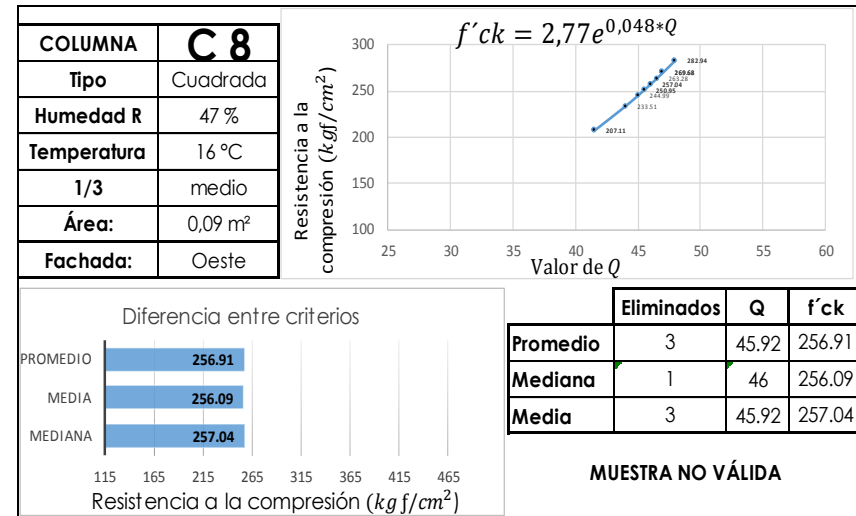 COLUMNA C 8
Tipo Cuadrada
Humedad R 47 %
Temperatura 16 °C
1/3 medio
Área: 0,09 m²
Fachada: Oeste
f´ck = 2,77e^{0,048*Q}
Resistencia a la
compresión (kgf/cm²)
300
250
200
150
100
282.94
269.68
263.28
257.04
250.95
244.99
233.51
207.11
25 30 35 40 45 50 55 60
Valor de Q
Diferencia entre criterios
PROMEDIO 256.91
MEDIA 256.09
MEDIANA 257.04
115 165 215 265 315 365 415 465
Resistencia a la compresión (kgf/cm²)
Eliminados Q f´ck
Promedio 3 45.92 256.91
Mediana 1 46 256.09
Media 3 45.92 257.04
MUESTRA NO VÁLIDA